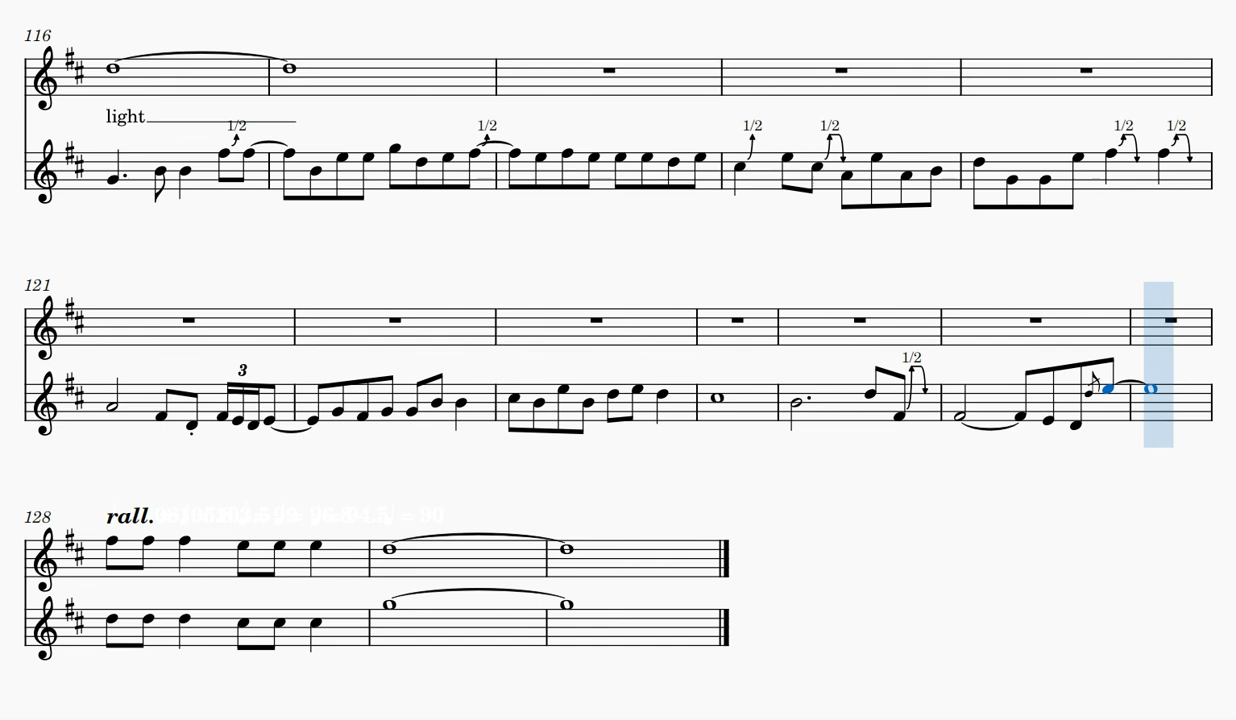 116
light
1/2 1/2 1/2 1/2 1/2 1/2
121
3 1/2
128
rall.
= 90